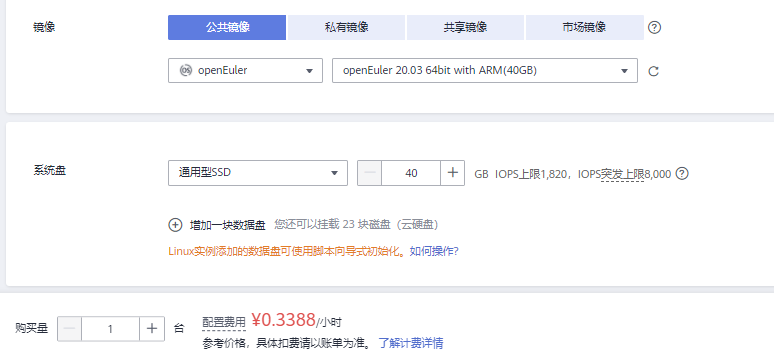 镜像 公共镜像 私有镜像 共享镜像 市场镜像
openEuler openEuler 20.03 64bit with ARM(40GB)
系统盘 通用型SSD 40 GB IOPS上限1,820，IOPS突发上限8,000
增加一块数据盘 您还可以挂载 23 块磁盘（云硬盘）
Linux实例添加的数据盘可使用脚本向导式初始化。如何操作?
购买量 1 台 配置费用 ¥0.3388/小时
参考价格，具体扣费请以账单为准。 了解计费详情